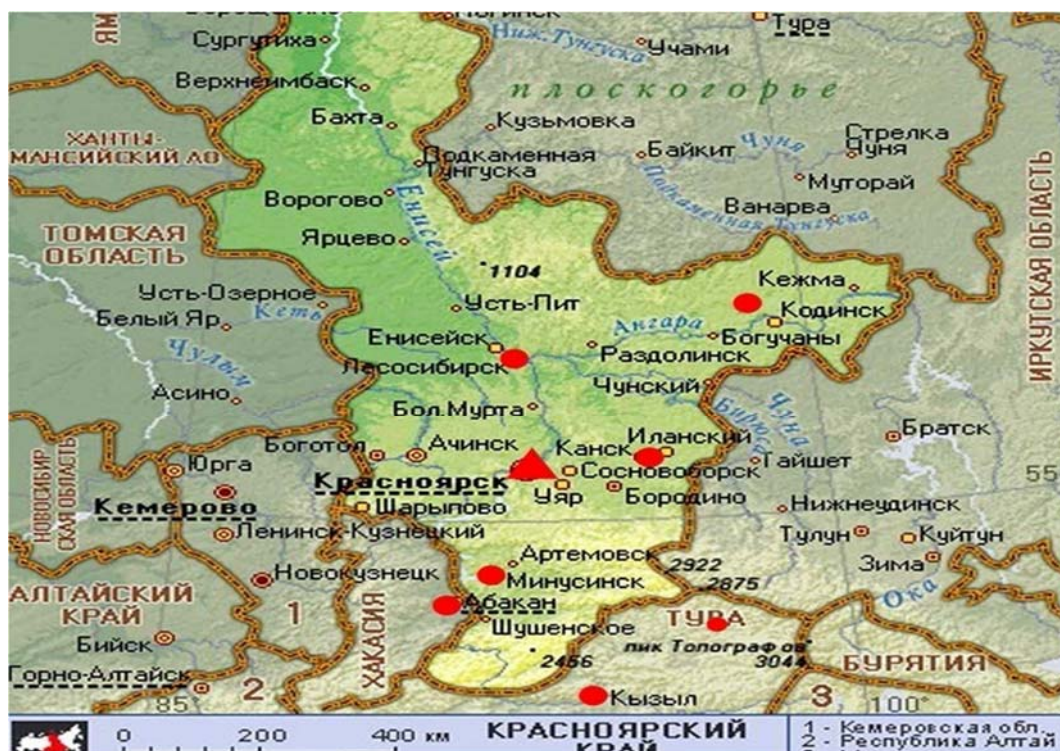 Сургутиха
Учами
Тура
Ниж. Тунгуска
Верхнеимбаск
плоскогорье
ХАНТЫ-
МАНСИЙСКИЙ АО
Бахта
Кузьмовка
Стрелка
Чуня
Чуня
Подкаменная
Тунгуска
Байкит
Муторай
Подкаменная Тунгуска
Ворогово
Енисей
Ванарва
ИРКУТСКАЯ ОБЛАСТЬ
ТОМСКАЯ
ОБЛАСТЬ
Ярцево
1104
Кежма
Усть-Озерное
Кеть
Усть-Пит
Кодинск
Белый Яр
Ангара
Богучаны
Енисейск
Раздолинск
Чулым
Лесосибирск
Чунский
Асино
Бол.Мурта
Бирюса
Чуна
Братск
Боготол
Ачинск
Канск
Иланский
Тайшет
Юрга
Красноярск
Сосновоборск
55
НОВОСИБИР
СКАЯ ОБЛАСТЬ
Кемерово
Шарыпово
Уяр
Бородино
Нижнеудинск
Ленинск-Кузнецкий
Тулун
Куйтун
Артемовск
2922
Зима
Новокузнецк
Минусинск
2875
Ока
АЛТАЙСКИЙ
КРАЙ
1
ХАКАСИЯ
Абакан
ТУВА
Шушенское
Бийск
пик Топографов
3044
2456
БУРЯТИЯ
Горно-Алтайск
2
Кызыл
3
85
100°
0 200 400 км
КРАСНОЯРСКИЙ
КРАЙ
1 - Кемеровская обл.
2 - Республика Алтай